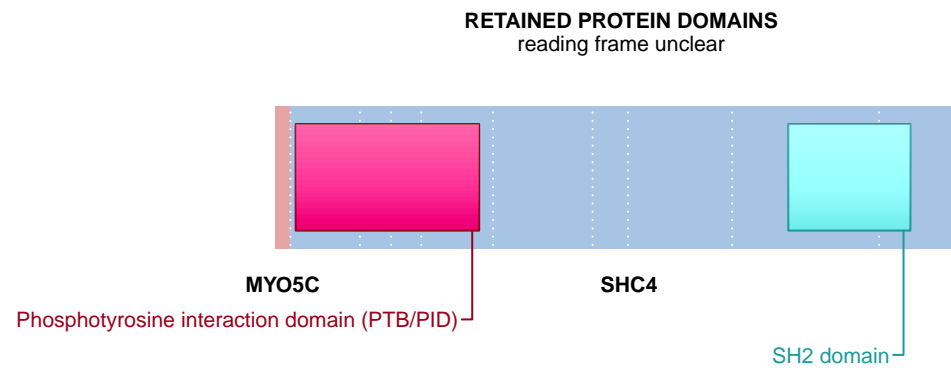 RETAINED PROTEIN DOMAINS
reading frame unclear
MYO5C
SHC4
Phosphotyrosine interaction domain (PTB/PID)
SH2 domain